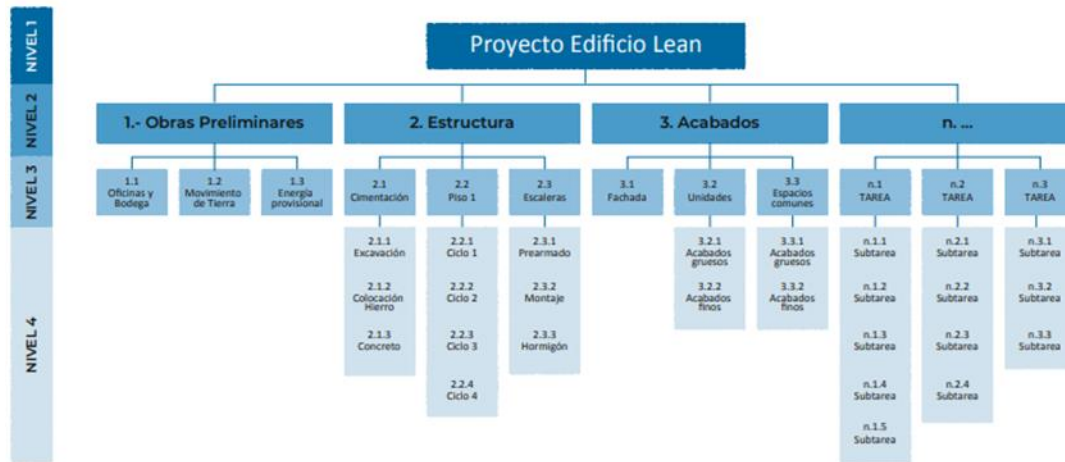 NIVEL 1
Proyecto Edificio Lean
NIVEL 2
1.- Obras Preliminares
2. Estructura
3. Acabados
n. ...
NIVEL 3
1.1
Oficinas y
Bodega
1.2
Movimiento
de Tierra
1.3
Energía
provisional
2.1
Cimentación
2.2
Piso 1
2.3
Escaleras
3.1
Fachada
3.2
Unidades
3.3
Espacios
comunes
n.1
TAREA
n.2
TAREA
n.3
TAREA
NIVEL 4
2.1.1
Excavación
2.1.2
Colocación
Hierro
2.1.3
Concreto
2.2.1
Ciclo 1
2.2.2
Ciclo 2
2.2.3
Ciclo 3
2.2.4
Ciclo 4
2.3.1
Prearmado
2.3.2
Montaje
2.3.3
Hormigón
3.2.1
Acabados
gruesos
3.2.2
Acabados
finos
3.3.1
Acabados
gruesos
3.3.2
Acabados
finos
n.1.1
Subtarea
n.1.2
Subtarea
n.1.3
Subtarea
n.1.4
Subtarea
n.1.5
Subtarea
n.2.1
Subtarea
n.2.2
Subtarea
n.2.3
Subtarea
n.2.4
Subtarea
n.3.1
Subtarea
n.3.2
Subtarea
n.3.3
Subtarea